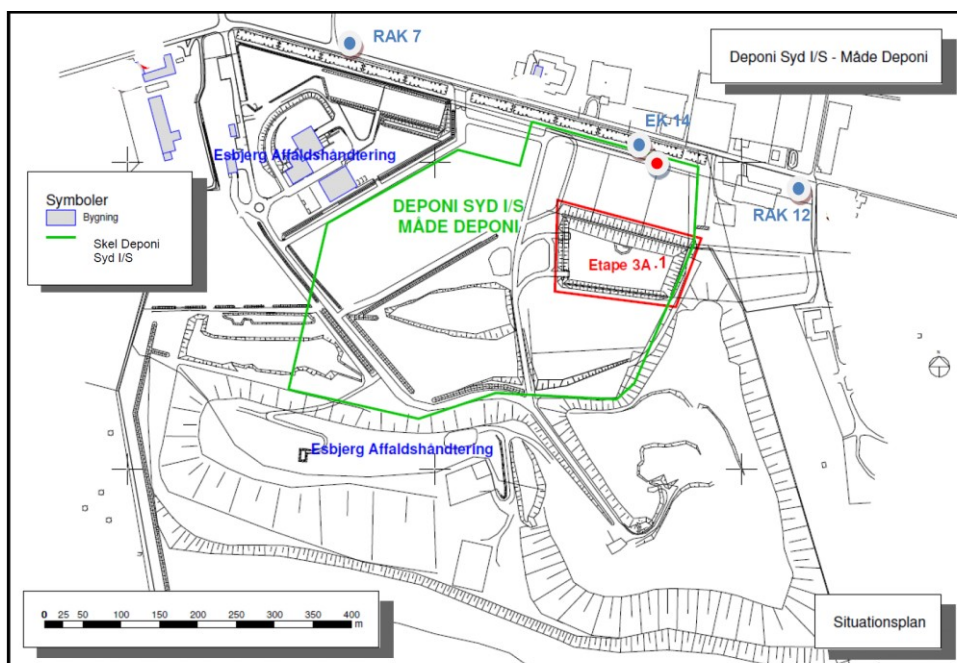 RAK 7
Deponi Syd I/S - Måde Deponi
EK 14
Esbjerg Affaldshåndtering
RAK 12
Symboler
Bygning
Skel Deponi
Syd I/S
DEPONI SYD I/S
MÅDE DEPONI
Etape 3A.1
Esbjerg Affaldshåndtering
0 25 50 100 150 200 250 300 350 400
m
Situationsplan